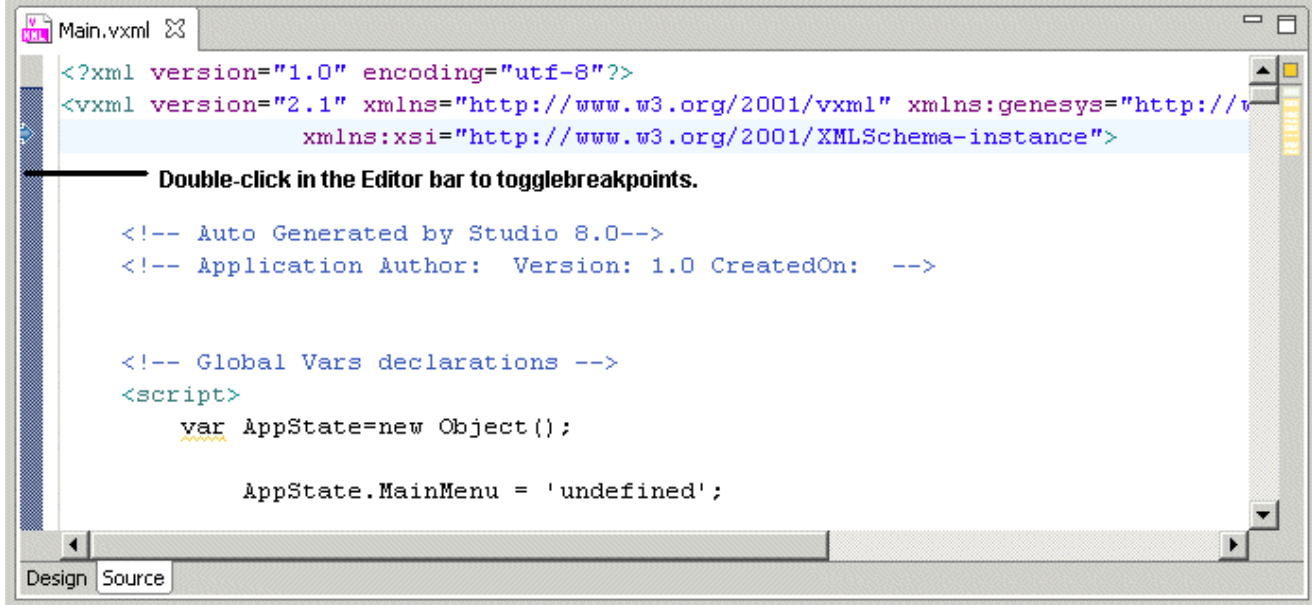 Main.vxml
<?xml version="1.0" encoding="utf-8"?>
<vxml version="2.1" xmlns="http://www.w3.org/2001/vxml" xmlns:genesys="http://w
xmlns:xsi="http://www.w3.org/2001/XMLSchema-instance">
Double-click in the Editor bar to togglebreakpoints.
<!-- Auto Generated by Studio 8.0-->
<!-- Application Author:  Version: 1.0 CreatedOn:  -->
<!-- Global Vars declarations -->
<script>
var AppState=new Object();
AppState.MainMenu = 'undefined';
Design Source